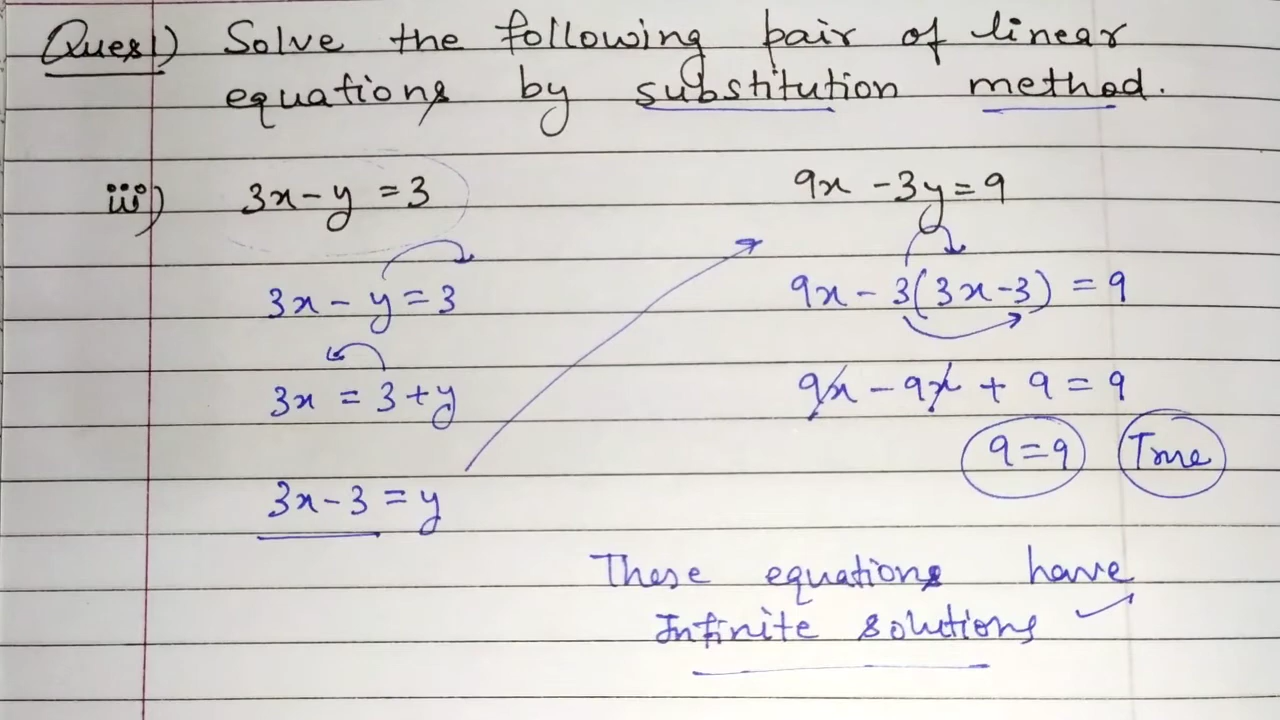 Ques1) Solve the following pair of linear
equations by substitution method.
iii) 3x - y = 3
3x - y = 3
3x = 3 + y
3x - 3 = y
9x - 3y = 9
9x - 3(3x - 3) = 9
9x - 9x + 9 = 9
9 = 9 True
These equations have
Infinite solutions